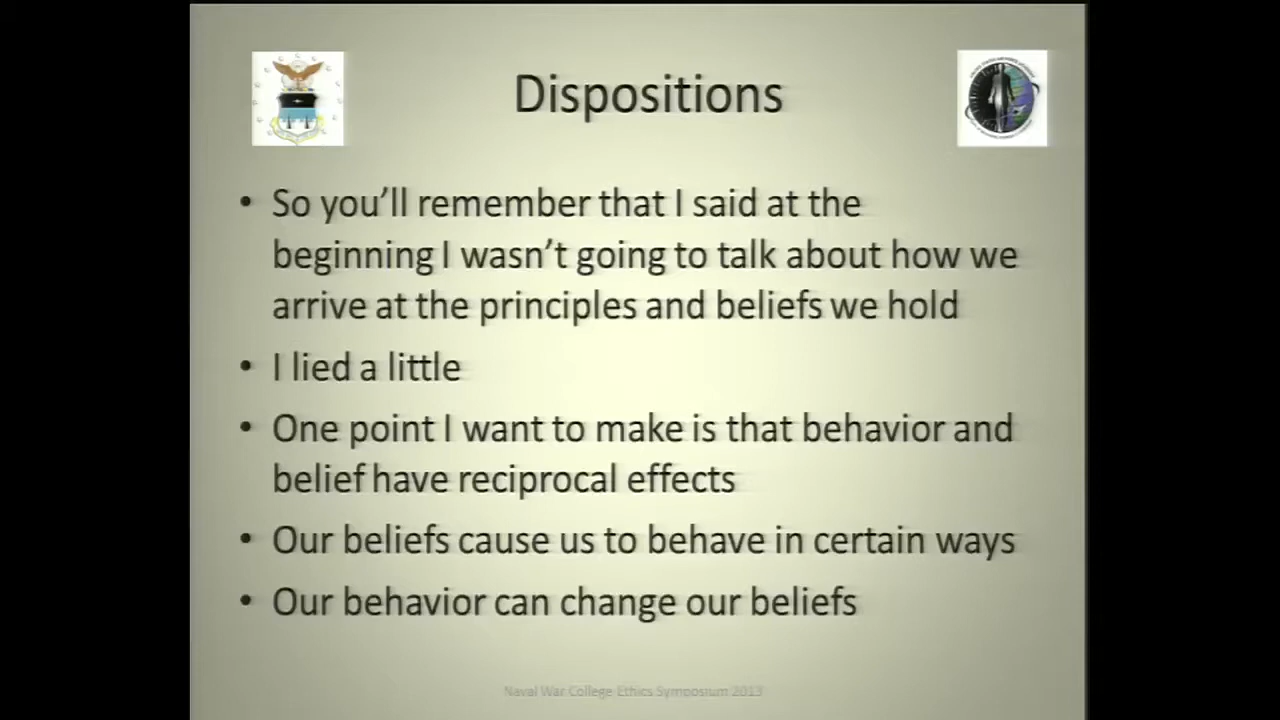 Dispositions
• So you'll remember that I said at the
beginning I wasn't going to talk about how we
arrive at the principles and beliefs we hold
• I lied a little
• One point I want to make is that behavior and
belief have reciprocal effects
• Our beliefs cause us to behave in certain ways
• Our behavior can change our beliefs
Naval War College Ethics Symposium 2013